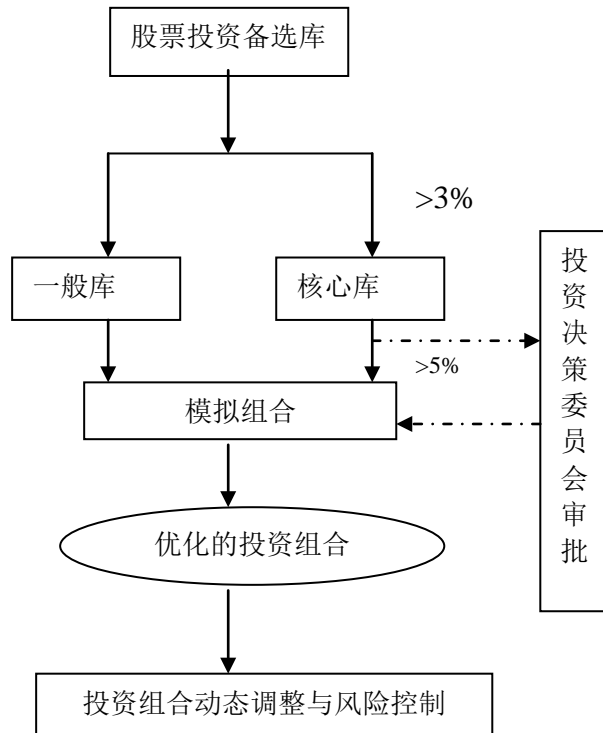 股票投资备选库
>3%
一般库
核心库
>5%
模拟组合
投资决策委员会审批
优化的投资组合
投资组合动态调整与风险控制